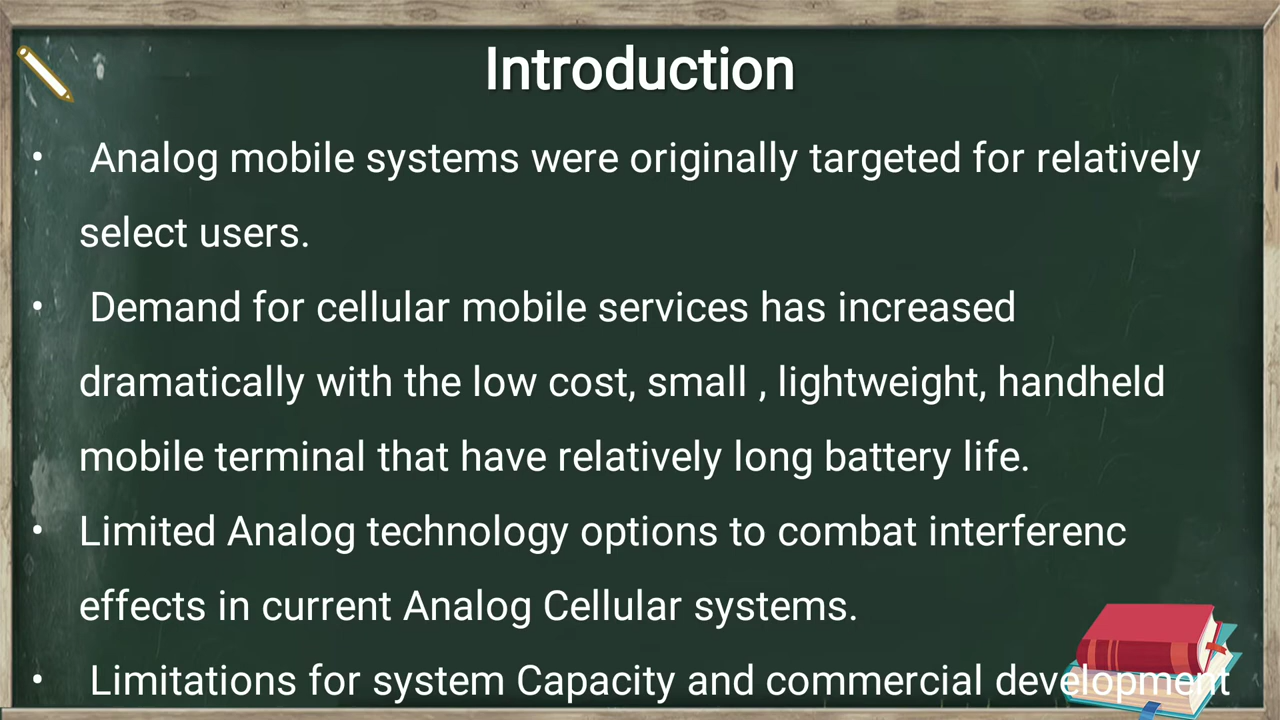 Introduction
• Analog mobile systems were originally targeted for relatively
select users.
• Demand for cellular mobile services has increased
dramatically with the low cost, small , lightweight, handheld
mobile terminal that have relatively long battery life.
• Limited Analog technology options to combat interferenc
effects in current Analog Cellular systems.
• Limitations for system Capacity and commercial development